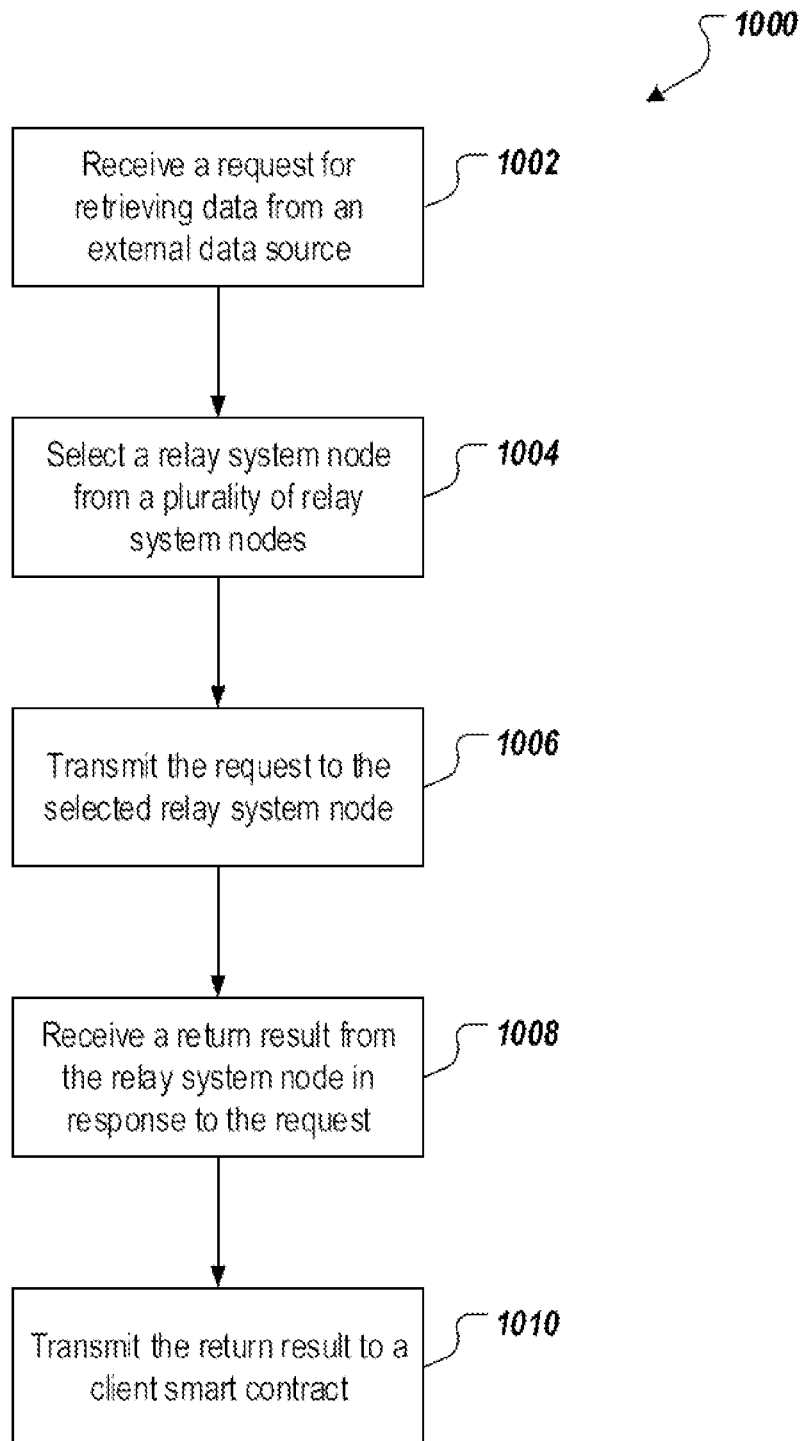 1000
Receive a request for
retrieving data from an
external data source
1002
Select a relay system node
from a plurality of relay
system nodes
1004
Transmit the request to the
selected relay system node
1006
Receive a return result from
the relay system node in
response to the request
1008
Transmit the return result to a
client smart contract
1010